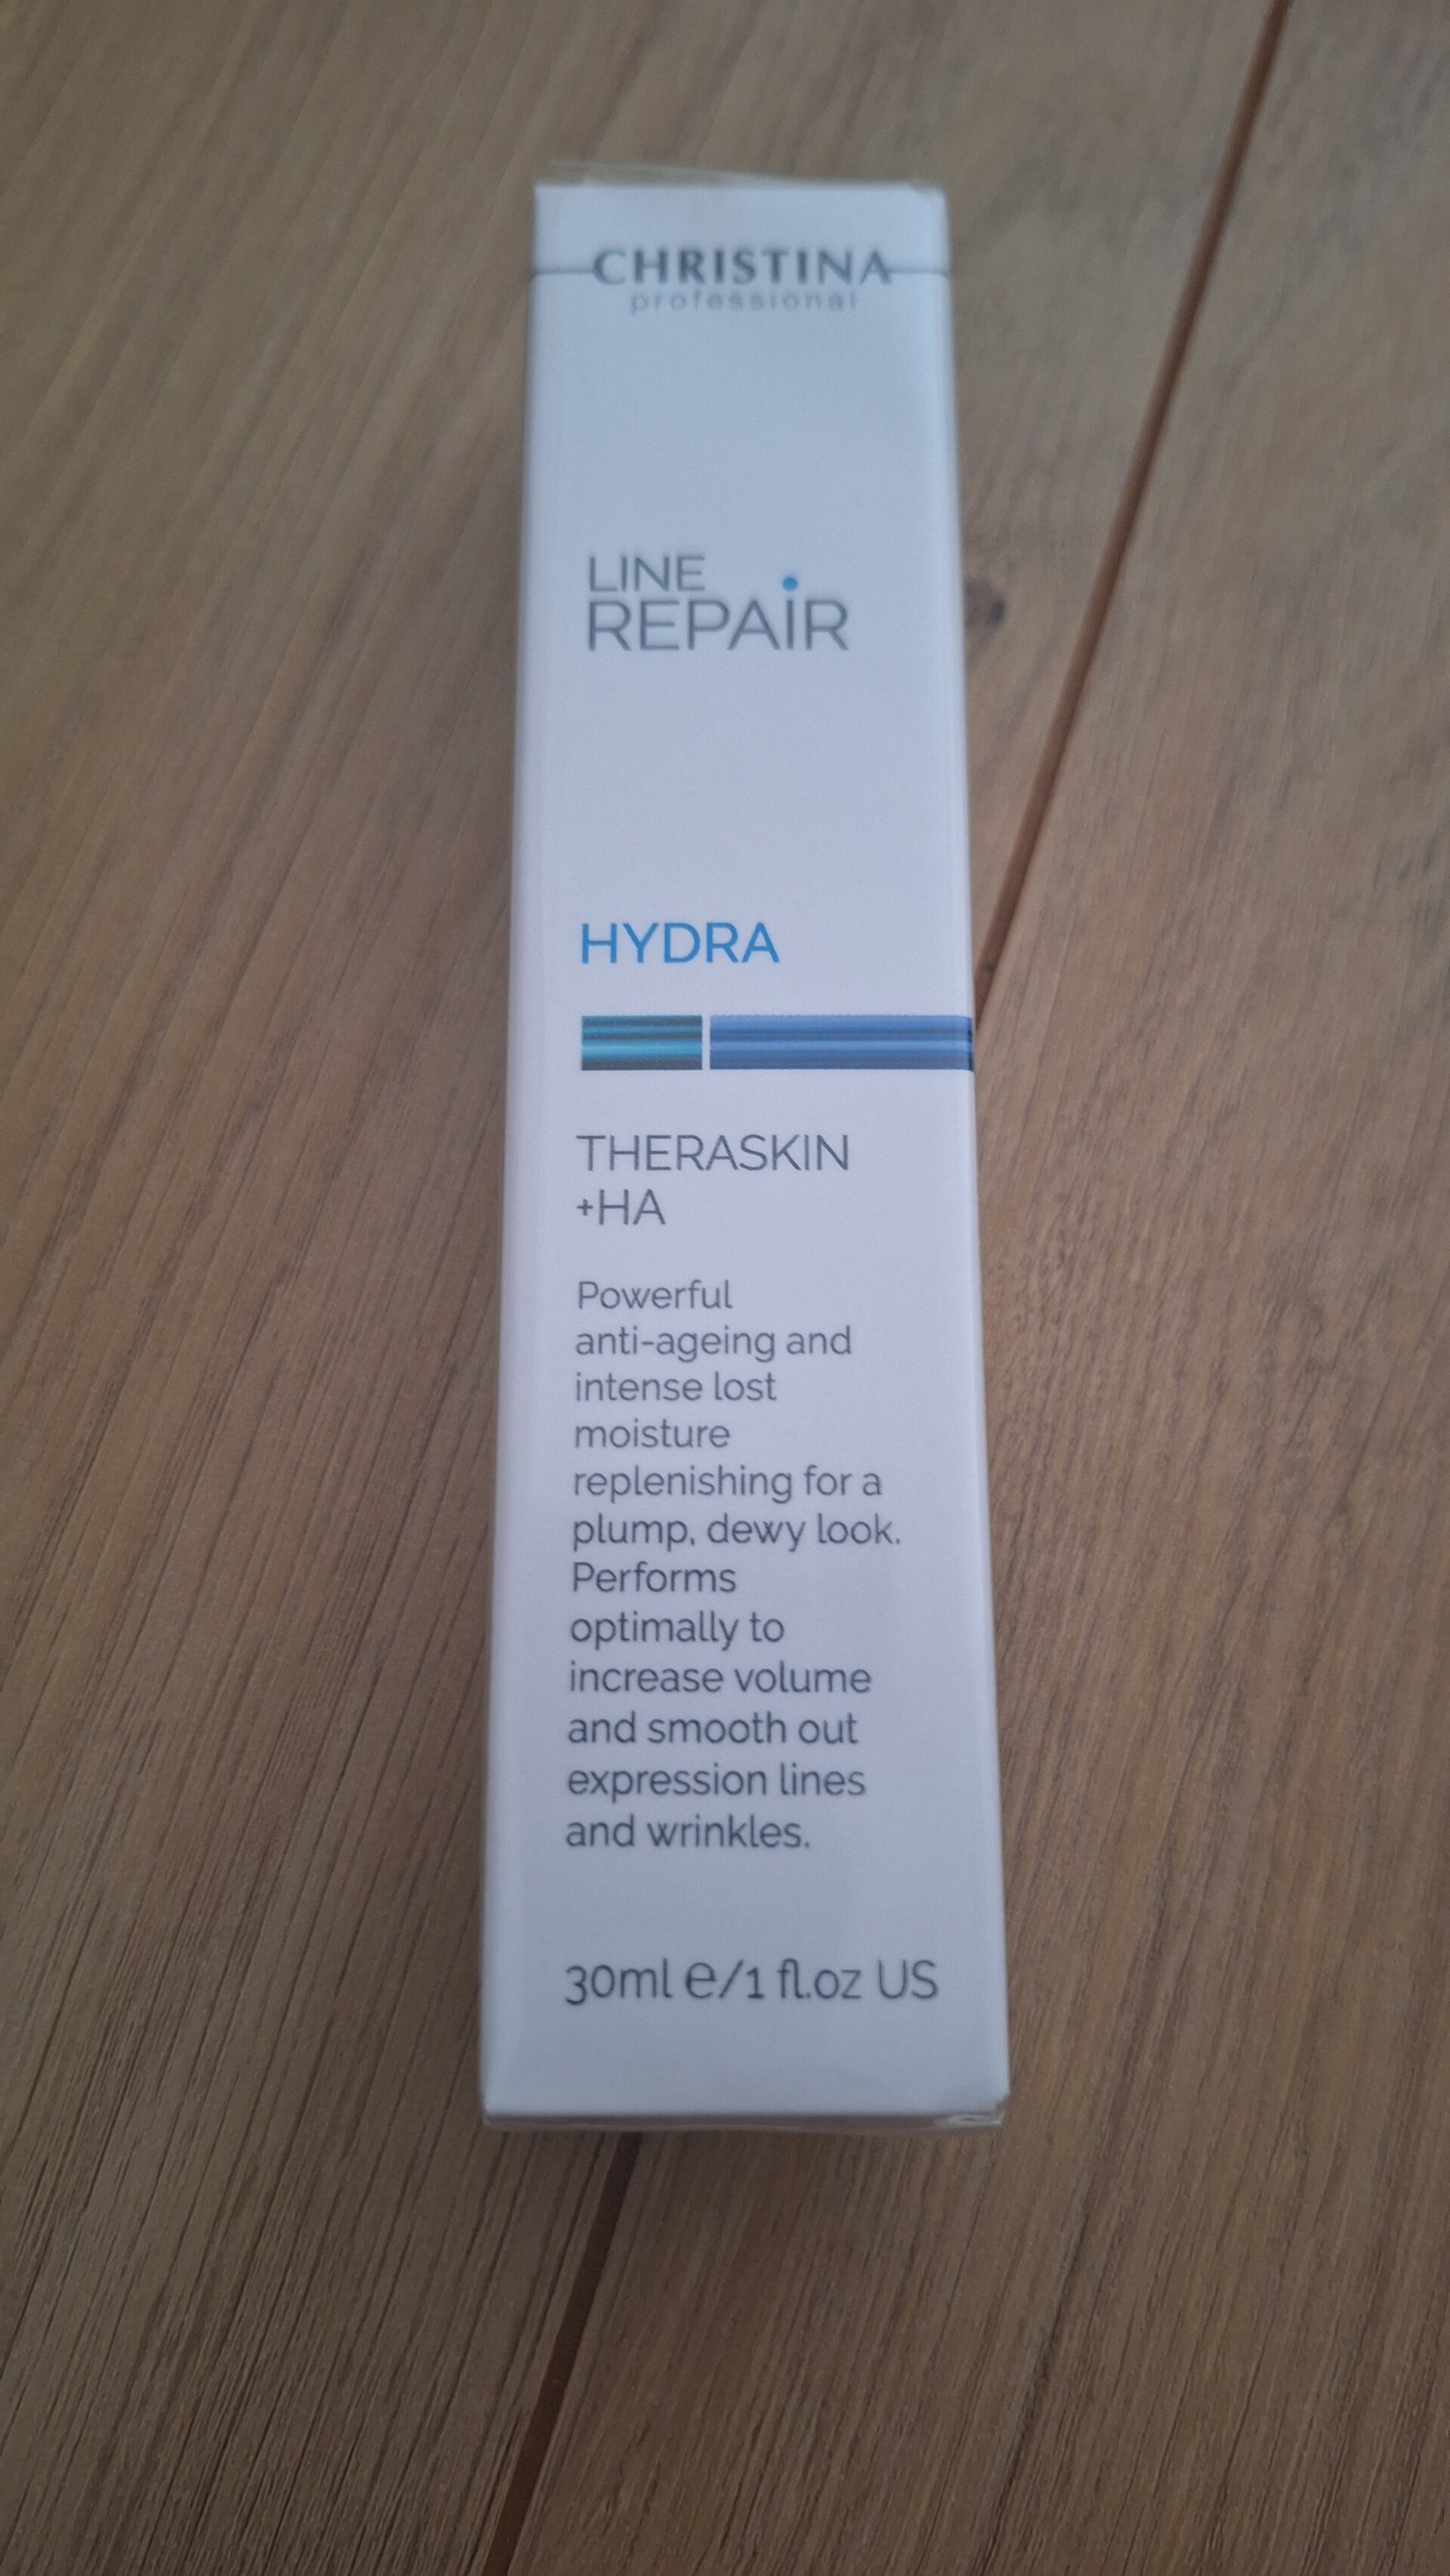 CHRISTINA
professional
LINE
REPAIR
HYDRA
THERASKIN
+HA
Powerful
anti-ageing and
intense lost
moisture
replenishing for a
plump, dewy look.
Performs
optimally to
increase volume
and smooth out
expression lines
and wrinkles.
30ml e/1 fl.oz US